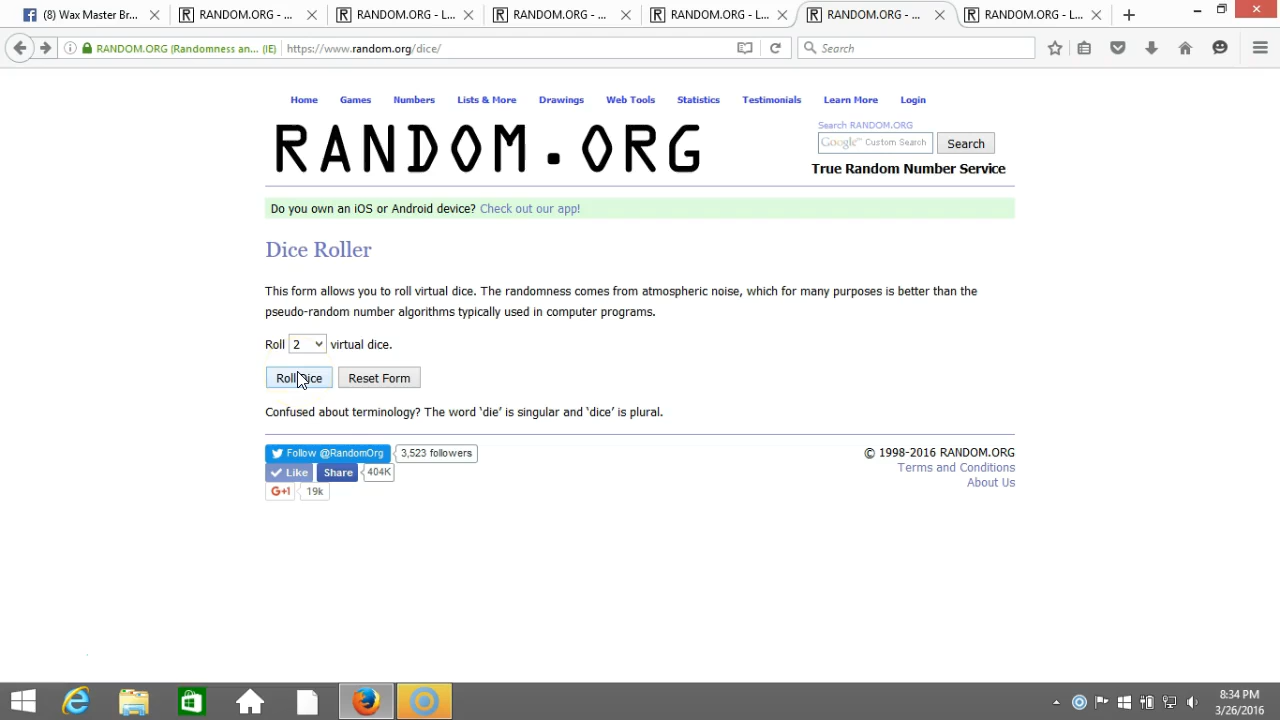 (8) Wax Master Br...
RANDOM.ORG - ...
RANDOM.ORG - L...
RANDOM.ORG - ...
RANDOM.ORG - L...
RANDOM.ORG - ...
RANDOM.ORG - L...
RANDOM.ORG (Randomness an... (IE)
https://www.random.org/dice/
Search
Home Games Numbers Lists & More Drawings Web Tools Statistics Testimonials Learn More Login
RANDOM.ORG
Search RANDOM.ORG
Google™ Custom Search
Search
True Random Number Service
Do you own an iOS or Android device? Check out our app!
Dice Roller
This form allows you to roll virtual dice. The randomness comes from atmospheric noise, which for many purposes is better than the
pseudo-random number algorithms typically used in computer programs.
Roll 2 virtual dice.
Roll Dice Reset Form
Confused about terminology? The word ‘die’ is singular and ‘dice’ is plural.
Follow @RandomOrg 3,523 followers
Like Share 404K
G+1 19k
© 1998-2016 RANDOM.ORG
Terms and Conditions
About Us
8:34 PM
3/26/2016